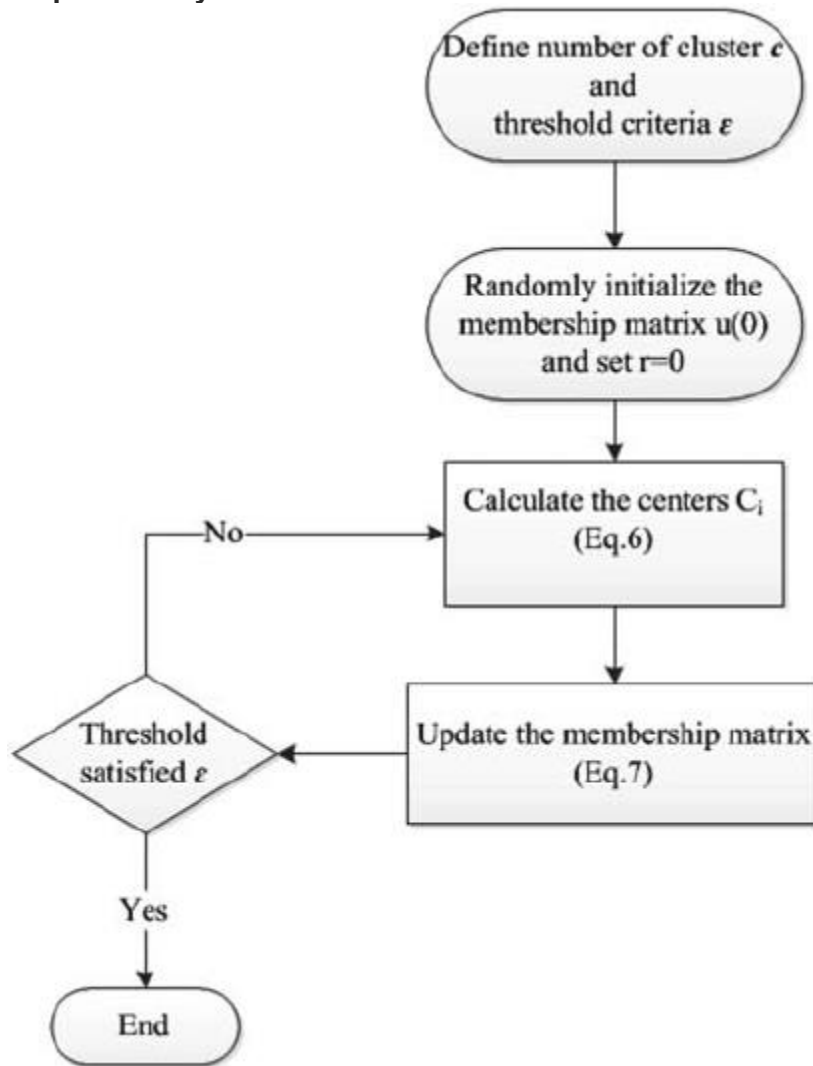 Define number of cluster c
and
threshold criteria ε
Randomly initialize the
membership matrix u(0)
and set r=0
Calculate the centers Cᵢ
(Eq.6)
No
Update the membership matrix
(Eq.7)
Threshold
satisfied ε
Yes
End